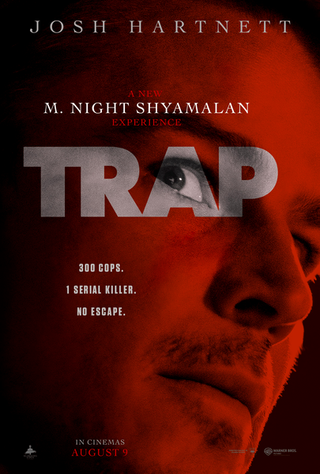 JOSH HARTNETT
A NEW
M. NIGHT SHYAMALAN
EXPERIENCE
TRAP
300 COPS.
1 SERIAL KILLER.
NO ESCAPE.
IN CINEMAS
AUGUST 9